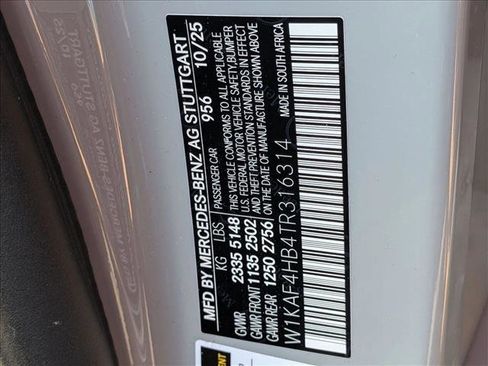 MFD BY MERCEDES-BENZ AG STUTTGART 10/25
956
PASSENGER CAR
KG LBS
GVWR 2335 5148
GAWR FRONT 1135 2502
GAWR REAR 1250 2756
THIS VEHICLE CONFORMS TO ALL APPLICABLE
U.S. FEDERAL MOTOR VEHICLE SAFETY, BUMPER
AND THEFT PREVENTION STANDARDS IN EFFECT
ON THE DATE OF MANUFACTURE SHOWN ABOVE
MADE IN SOUTH AFRICA
W1KAF4HB4TR316314